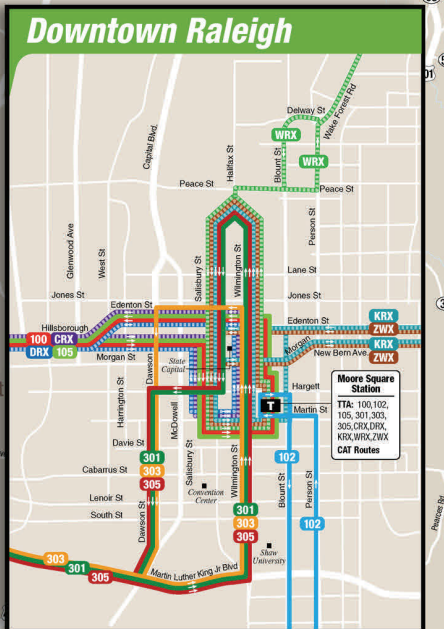 Downtown Raleigh
01
Delway St
Wake Forest Rd
WRX
Capital Blvd.
Halifax St
Blount St
WRX
Peace St
Peace St
Glenwood Ave
West St
Person St
Salisbury St
Wilmington St
Lane St
Jones St
Jones St
Edenton St
Edenton St
KRX
ZWX
Hillsborough
100 CRX
DRX 105
Morgan St
Morgan
New Bern Ave.
KRX
ZWX
Dawson
State
Capital
Hargett
Moore Square
Station
TTA: 100,102,
105, 301,303,
305,CRX,DRX,
KRX,WRX,ZWX
CAT Routes
T
Martin St
Harrington St
McDowell
Davie St
Salisbury St
Wilmington St
301
303
305
102
Cabarrus St
Blount St
Person St
Lenoir St
Convention
Center
South St
Dawson St
301
303
305
102
Shaw
University
Pearces Rd
303
301
305
Martin Luther King Jr Blvd